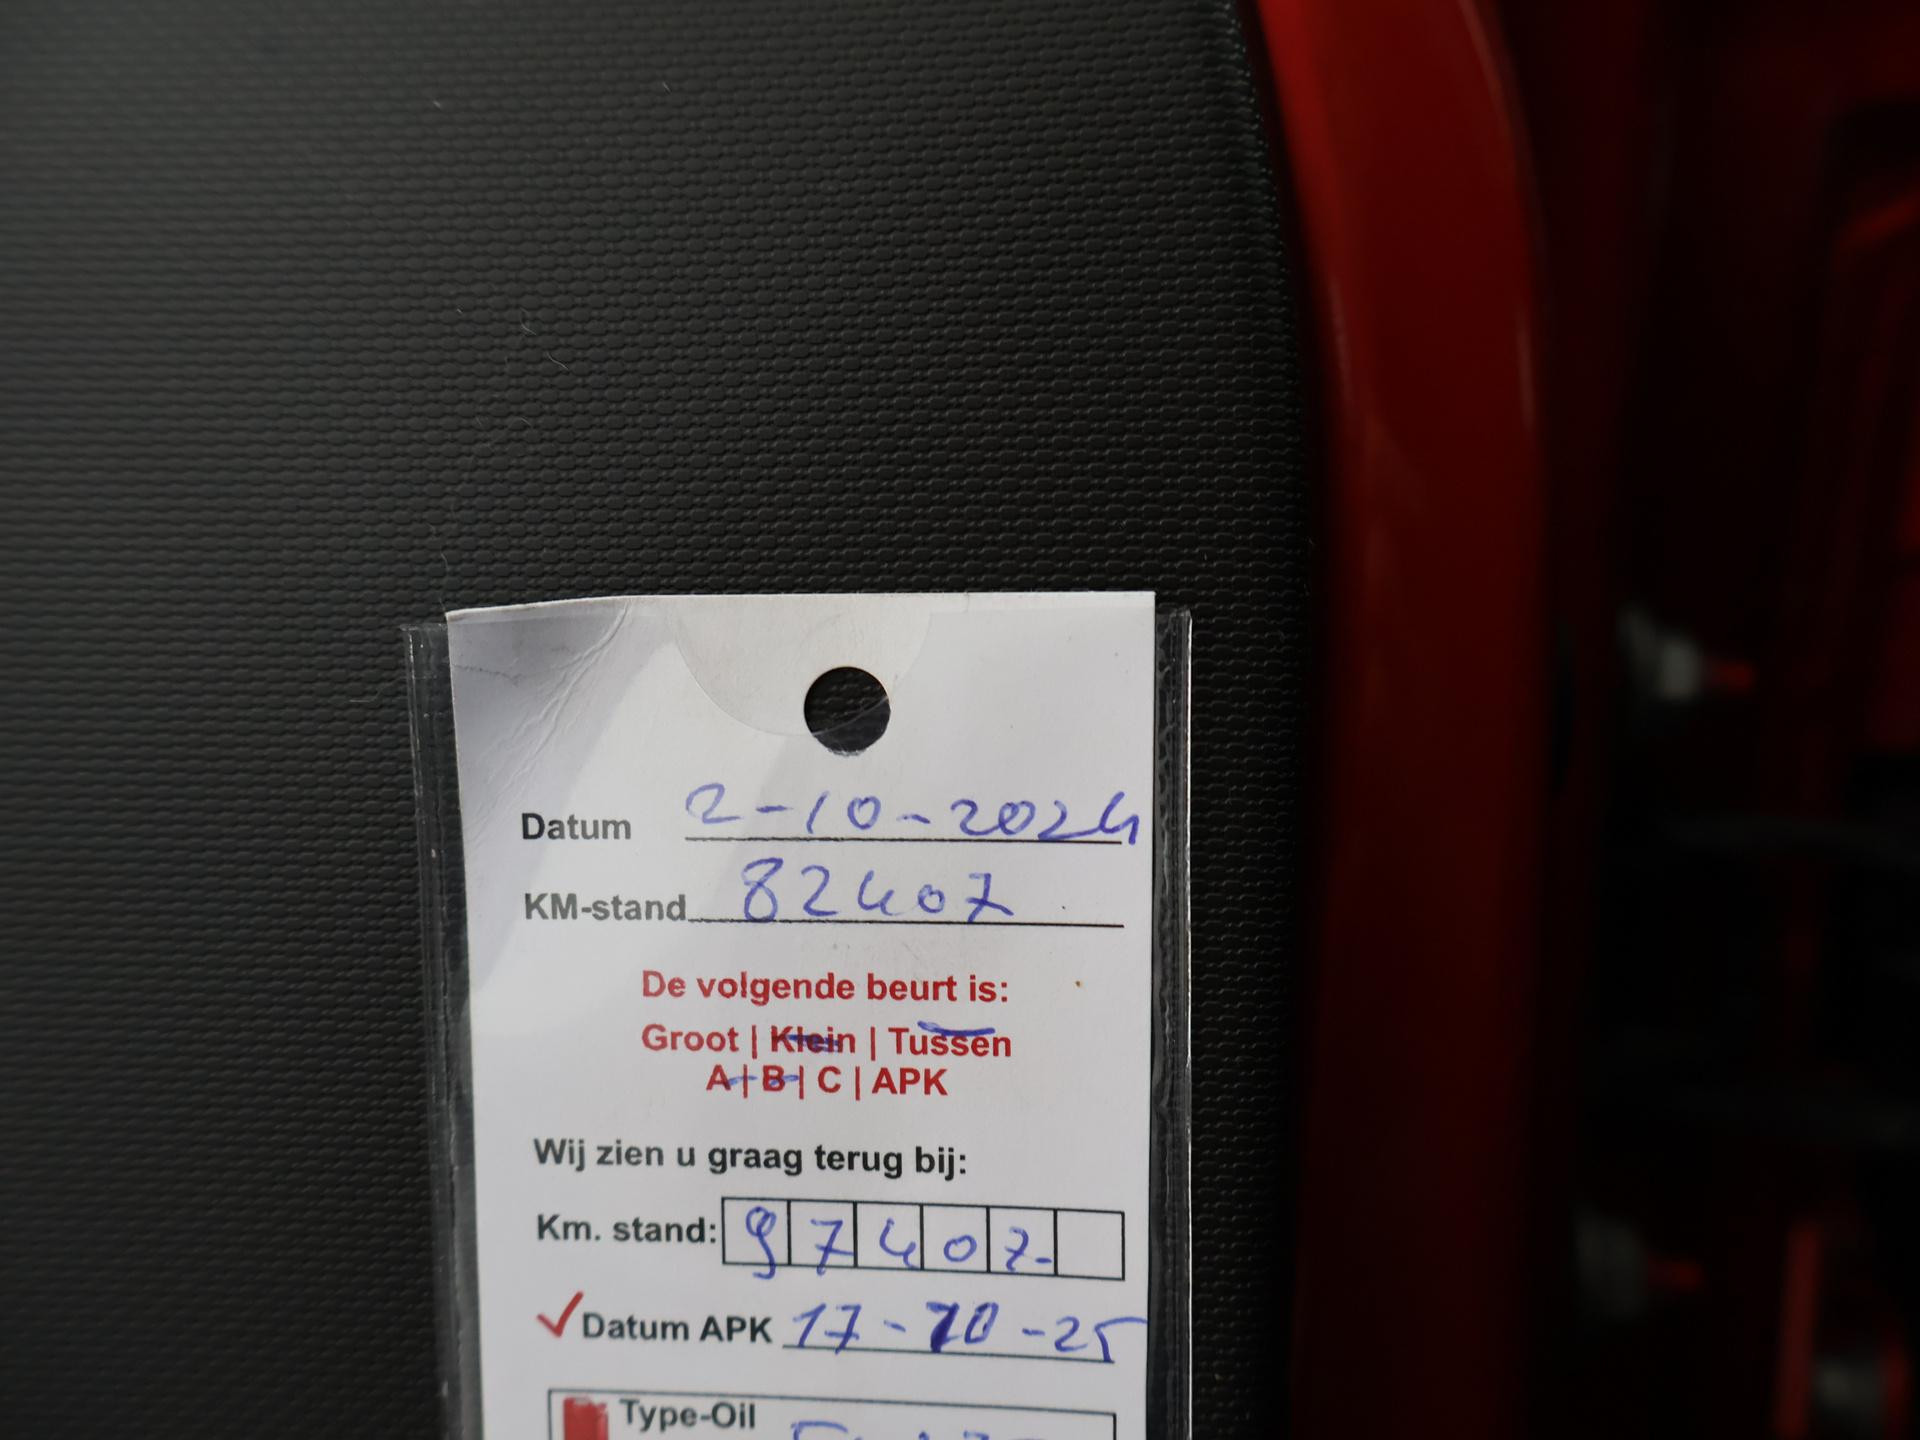 Datum 2-10-2024
KM-stand 82407
De volgende beurt is:
Groot | Klein | Tussen
A | B | C | APK
Wij zien u graag terug bij:
Km. stand: 97407
Datum APK 17-10-25
Type-Oil